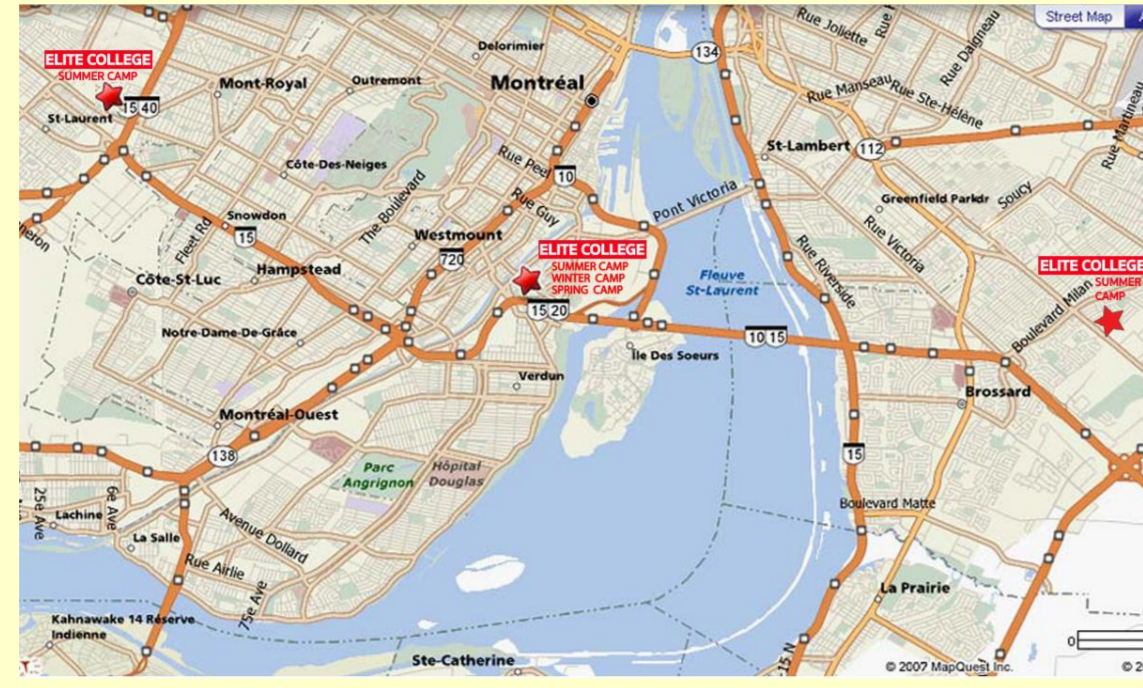 Street Map
Rue Joliette
Rue Daigneau
134
Delorimier
ELITE COLLEGE
SUMMER CAMP
Mont-Royal
Outremont
Montréal
Rue Manseau
Rue Ste-Hélène
15 40
St-Laurent
Rue Martineau
St-Lambert
112
Côte-Des-Neiges
Rue Peel
10
Pont Victoria
Greenfield Parkdr
Soucy
The Boulevard
Rue Guy
Snowdon
Fleet Rd
15
Westmount
720
Rue Victoria
Rue Riverside
ELITE COLLEGE
SUMMER CAMP
WINTER CAMP
SPRING CAMP
ELITE COLLEGE
SUMMER
CAMP
Côte-St-Luc
Hampstead
Fleuve
St-Laurent
Boulevard Milan
15 20
Notre-Dame-De-Grâce
10 15
Île Des Soeurs
Verdun
Brossard
Montréal-Ouest
138
15
Parc
Angrignon
Hôpital
Douglas
25e Ave
6e Ave
Lachine
Boulevard Matte
La Salle
Avenue Dollard
Rue Airlie
75e Ave
La Prairie
Kahnawake 14 Réserve
Indienne
0
Ste-Catherine
15 N
© 2007 MapQuest Inc.
© 2